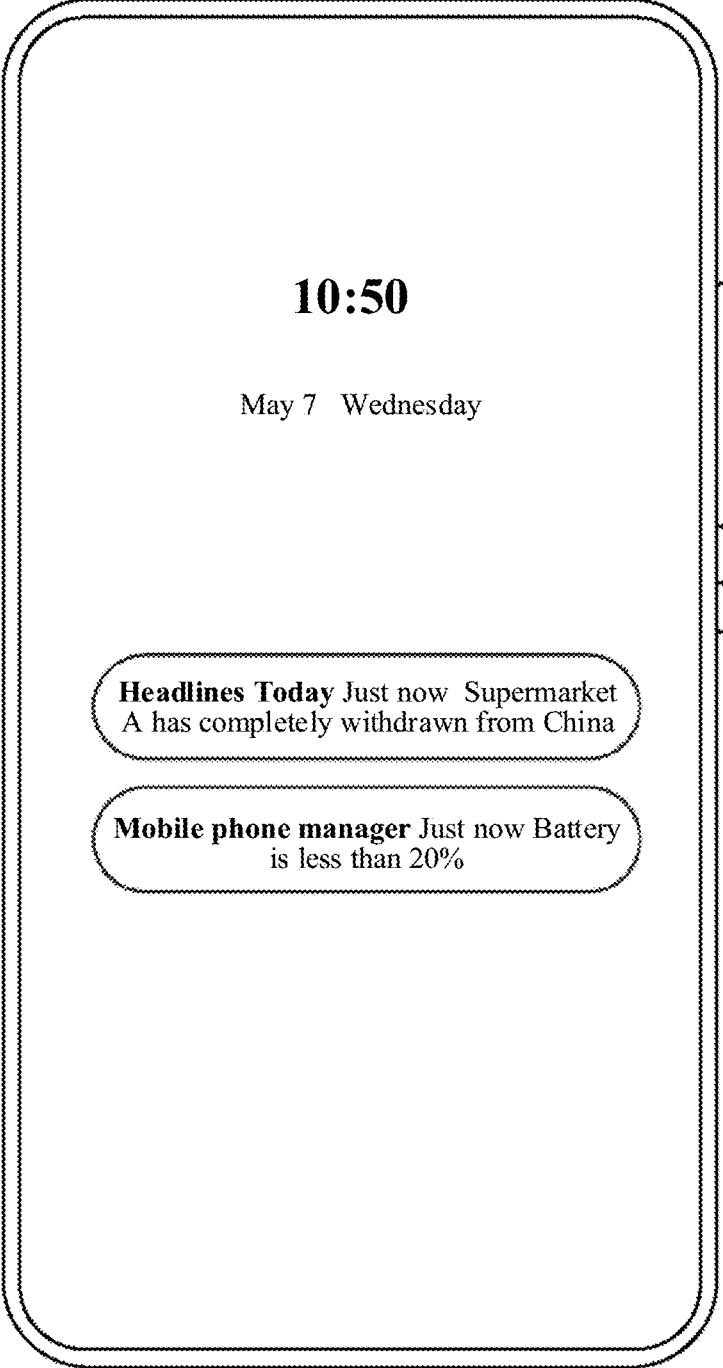 10:50
May 7 Wednesday
Headlines Today Just now Supermarket
A has completely withdrawn from China
Mobile phone manager Just now Battery
is less than 20%